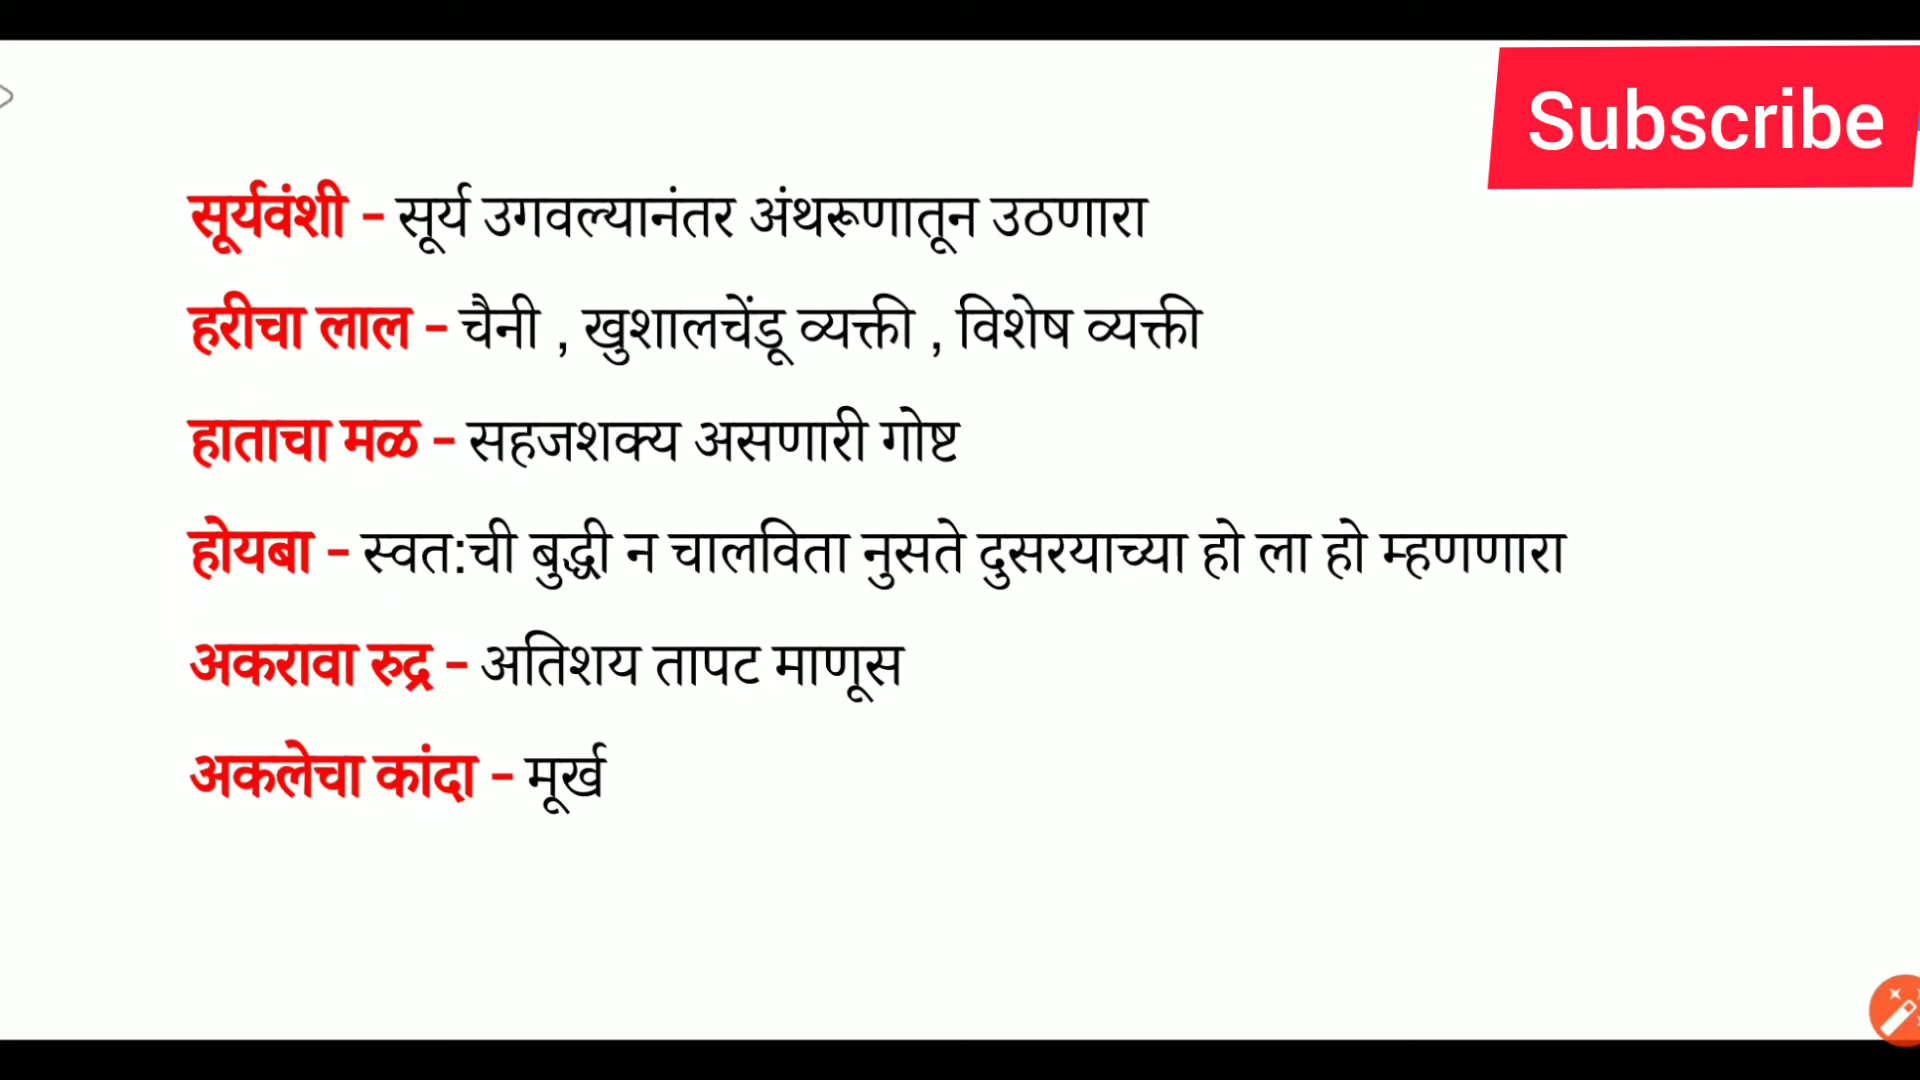 Subscribe
सूर्यवंशी - सूर्य उगवल्यानंतर अंथरूणातून उठणारा
हरीचा लाल - चैनी , खुशालचेंडू व्यक्ती , विशेष व्यक्ती
हाताचा मळ - सहजशक्य असणारी गोष्ट
होयबा - स्वत:ची बुद्धी न चालविता नुसते दुसरयाच्या हो ला हो म्हणणारा
अकरावा रुद्र - अतिशय तापट माणूस
अकलेचा कांदा - मूर्ख